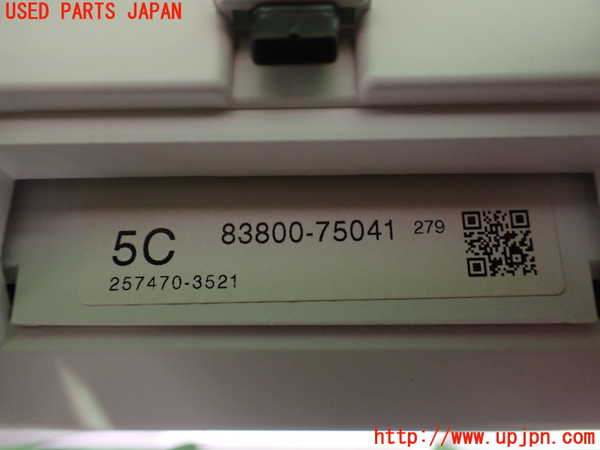 USED PARTS JAPAN
5C 83800-75041 279
257470-3521
http://www.upjpn.com/